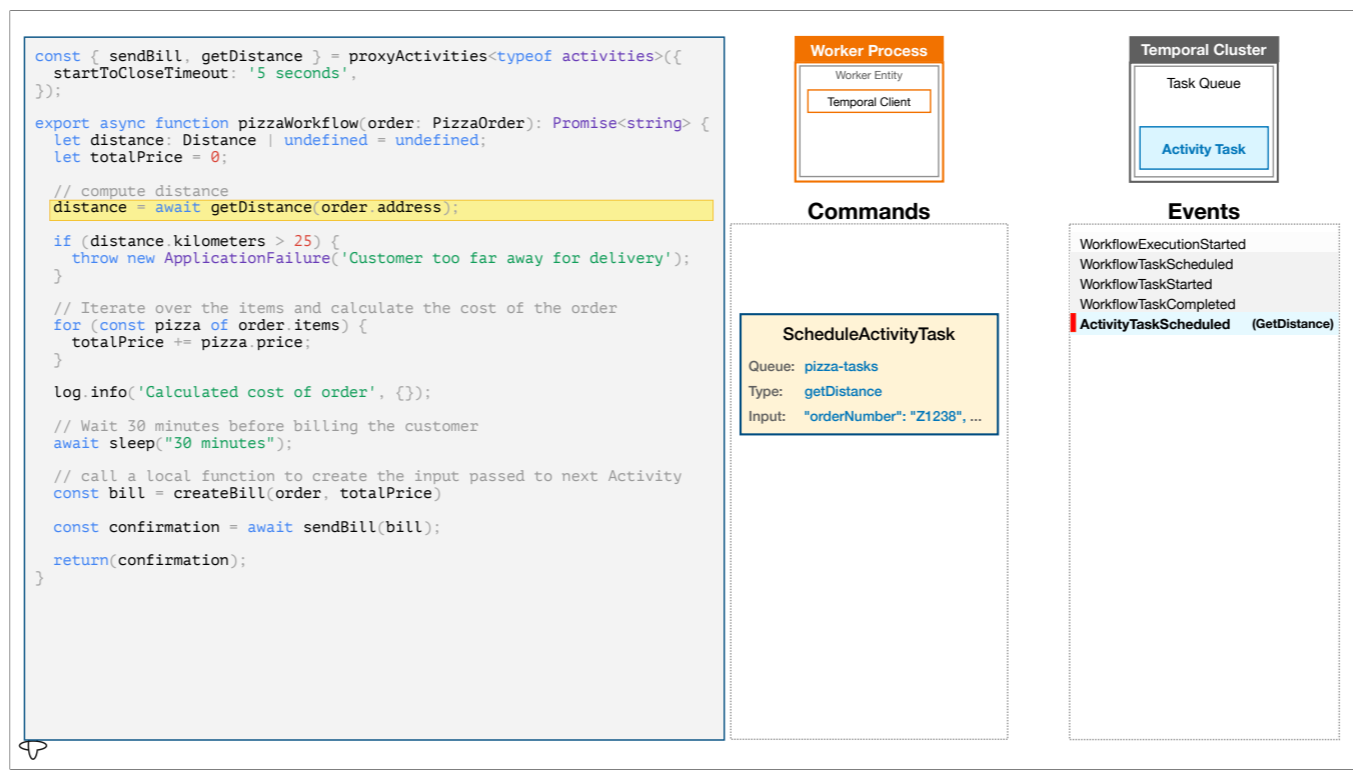 const { sendBill, getDistance } = proxyActivities<typeof activities>({
  startToCloseTimeout: '5 seconds',
});

export async function pizzaWorkflow(order: PizzaOrder): Promise<string> {
  let distance: Distance | undefined = undefined;
  let totalPrice = 0;

  // compute distance
  distance = await getDistance(order.address);

  if (distance.kilometers > 25) {
    throw new ApplicationFailure('Customer too far away for delivery');
  }

  // Iterate over the items and calculate the cost of the order
  for (const pizza of order.items) {
    totalPrice += pizza.price;
  }

  log.info('Calculated cost of order', {});

  // Wait 30 minutes before billing the customer
  await sleep("30 minutes");

  // call a local function to create the input passed to next Activity
  const bill = createBill(order, totalPrice)

  const confirmation = await sendBill(bill);

  return(confirmation);
}
Worker Process
Worker Entity
Temporal Client
Temporal Cluster
Task Queue
Activity Task
Commands
ScheduleActivityTask
Queue: pizza-tasks
Type: getDistance
Input: "orderNumber": "Z1238", ...
Events
WorkflowExecutionStarted
WorkflowTaskScheduled
WorkflowTaskStarted
WorkflowTaskCompleted
ActivityTaskScheduled (GetDistance)